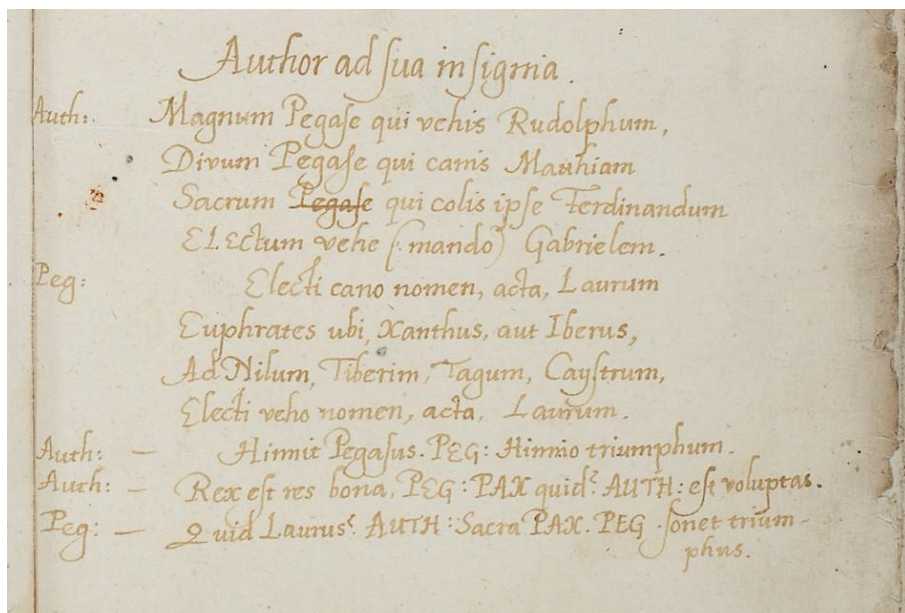 Author ad sua insignia.
Auth: Magnum Pegase qui vehis Rudolphum,
Divum Pegase qui canis Mathiam
Sacrum Pegase qui colis ipse Ferdinandum
ELEctum vehe (: mando) Gabrielem.
Peg: Electi cano nomen, acta, Laurum
Euphrates ubi, Xanthus, aut Iberus,
Ad Nilum, Tiberim, Tagum, Caystrum,
Electi veho nomen, acta, Laurum.
Auth: — Hinnit Pegasus. PEG: Hinnio triumphum.
Auth: — Rex est res bona, PEG: PAX quid? AUTH: est voluptas.
Peg: — Quid Laurus? AUTH: Sacra PAX. PEG. sonet trium-
phus.